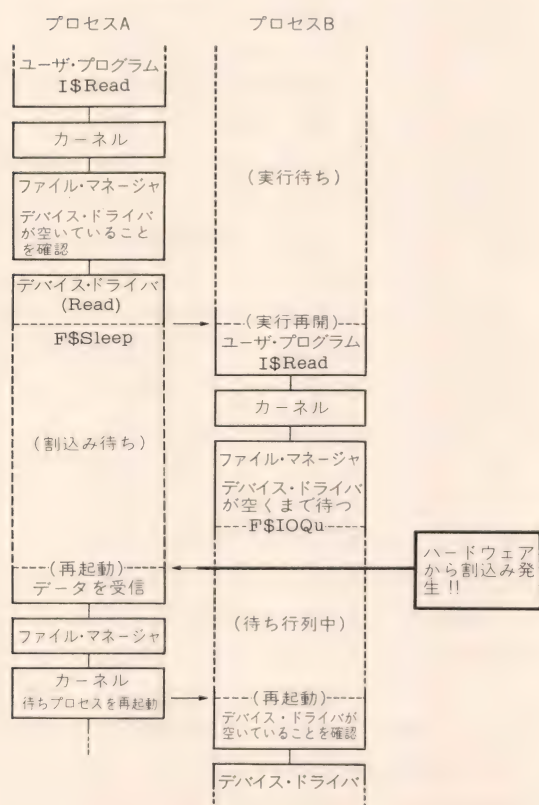 プロセスA
プロセスB
ユーザ・プログラム
I$Read
カーネル
ファイル・マネージャ
デバイス・ドライバ
が空いていること
を確認
デバイス・ドライバ
(Read)
F$Sleep
(割込み待ち)
(再起動)
データを受信
ファイル・マネージャ
カーネル
待ちプロセスを再起動
(実行待ち)
(実行再開)
ユーザ・プログラム
I$Read
カーネル
ファイル・マネージャ
デバイス・ドライバ
が空くまで待つ
F$IOQu
(待ち行列中)
(再起動)
デバイス・ドライバが
空いていることを確認
デバイス・ドライバ
ハードウェア
から割込み発
生!!